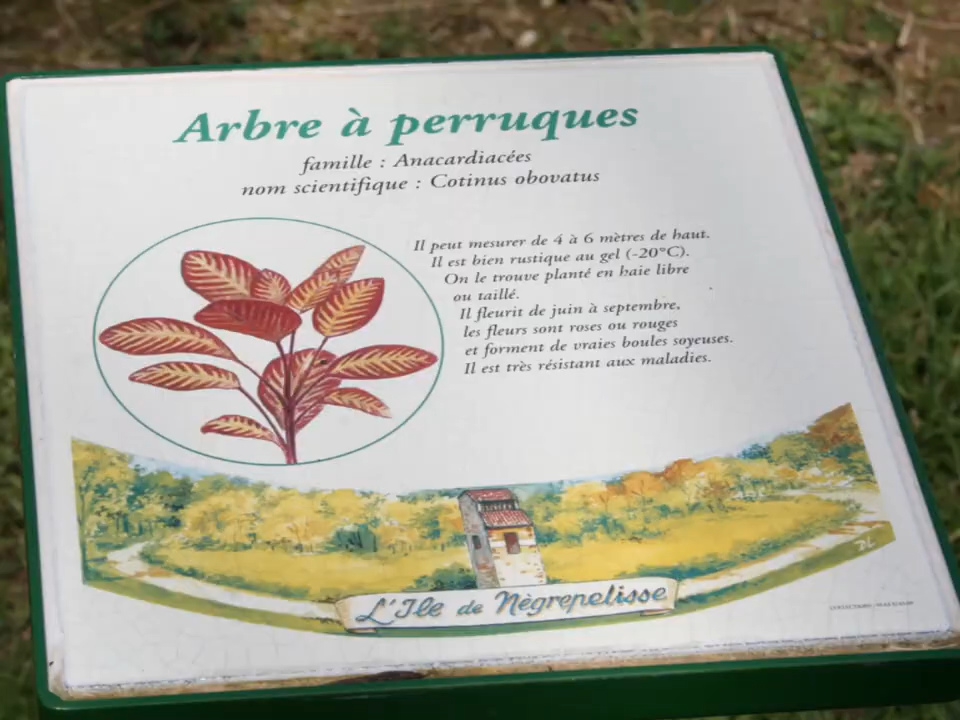 Arbre à perruques
famille : Anacardiacées
nom scientifique : Cotinus obovatus
Il peut mesurer de 4 à 6 mètres de haut.
Il est bien rustique au gel (-20°C).
On le trouve planté en haie libre
ou taillé.
Il fleurit de juin à septembre,
les fleurs sont roses ou rouges
et forment de vraies boules soyeuses.
Il est très résistant aux maladies.
DL
L'Ile de Nègrepelisse